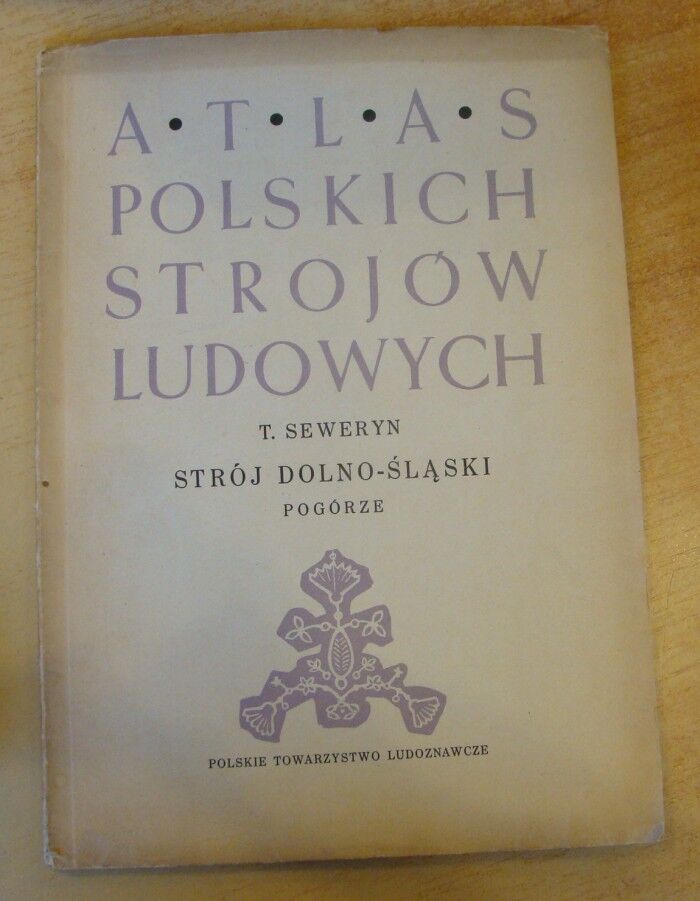 A•T•L•A•S
POLSKICH
STROJÓW
LUDOWYCH
T. SEWERYN
STRÓJ DOLNO-ŚLĄSKI
POGÓRZE
POLSKIE TOWARZYSTWO LUDOZNAWCZE